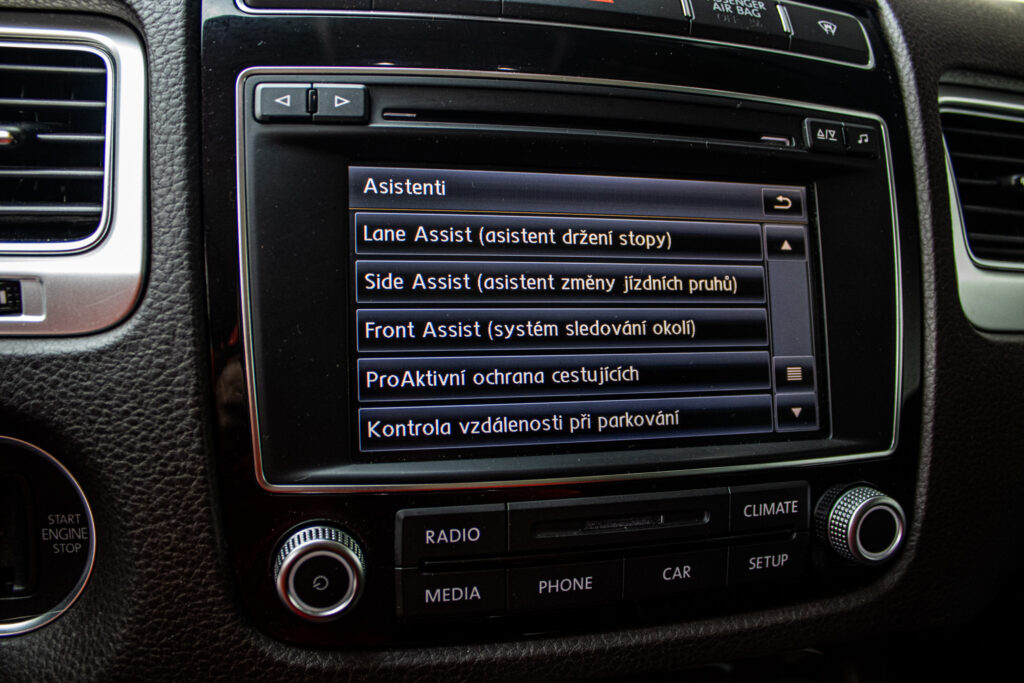 AIR BAG
OFF
Asistenti
Lane Assist (asistent držení stopy)
Side Assist (asistent změny jízdních pruhů)
Front Assist (systém sledování okolí)
ProAktivní ochrana cestujících
Kontrola vzdálenosti při parkování
START
ENGINE
STOP
RADIO
CLIMATE
MEDIA
PHONE
CAR
SETUP